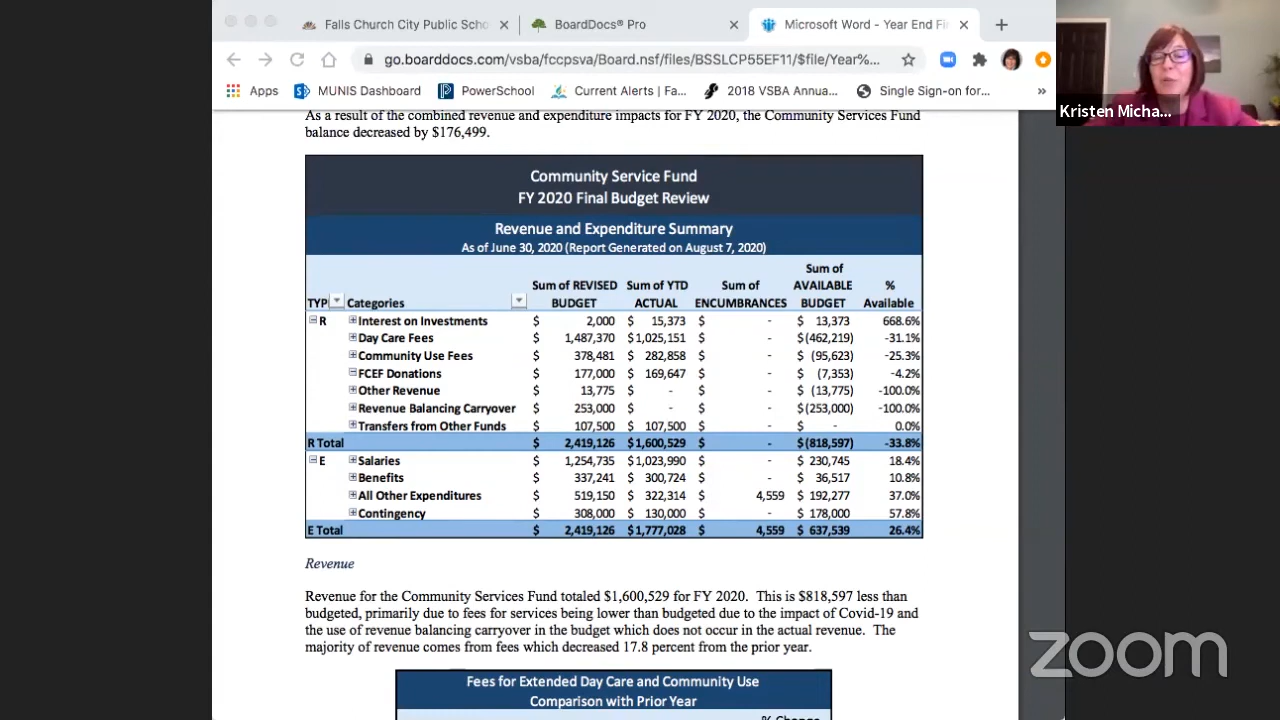 Falls Church City Public Scho
BoardDocs® Pro
Microsoft Word - Year End Fi
go.boarddocs.com/vsba/fccpsva/Board.nsf/files/BSSLCP55EF11/$file/Year%...
Apps
MUNIS Dashboard
PowerSchool
Current Alerts | Fa...
2018 VSBA Annua...
Single Sign-on for...
»
Kristen Micha...
As a result of the combined revenue and expenditure impacts for FY 2020, the Community Services Fund
balance decreased by $176,499.
Community Service Fund
FY 2020 Final Budget Review
Revenue and Expenditure Summary
As of June 30, 2020 (Report Generated on August 7, 2020)
TYP Categories Sum of REVISED BUDGET Sum of YTD ACTUAL Sum of ENCUMBRANCES Sum of AVAILABLE BUDGET % Available
R Interest on Investments $ 2,000 $ 15,373 $ - $ 13,373 668.6%
Day Care Fees $ 1,487,370 $1,025,151 $ - $(462,219) -31.1%
Community Use Fees $ 378,481 $ 282,858 $ - $ (95,623) -25.3%
FCEF Donations $ 177,000 $ 169,647 $ - $ (7,353) -4.2%
Other Revenue $ 13,775 $ - $ - $ (13,775) -100.0%
Revenue Balancing Carryover $ 253,000 $ - $ - $(253,000) -100.0%
Transfers from Other Funds $ 107,500 $ 107,500 $ - $ - 0.0%
R Total $ 2,419,126 $1,600,529 $ - $(818,597) -33.8%
E Salaries $ 1,254,735 $1,023,990 $ - $ 230,745 18.4%
Benefits $ 337,241 $ 300,724 $ - $ 36,517 10.8%
All Other Expenditures $ 519,150 $ 322,314 $ 4,559 $ 192,277 37.0%
Contingency $ 308,000 $ 130,000 $ - $ 178,000 57.8%
E Total $ 2,419,126 $1,777,028 $ 4,559 $ 637,539 26.4%
Revenue
Revenue for the Community Services Fund totaled $1,600,529 for FY 2020. This is $818,597 less than
budgeted, primarily due to fees for services being lower than budgeted due to the impact of Covid-19 and
the use of revenue balancing carryover in the budget which does not occur in the actual revenue. The
majority of revenue comes from fees which decreased 17.8 percent from the prior year.
zoom
Fees for Extended Day Care and Community Use
Comparison with Prior Year
% Change